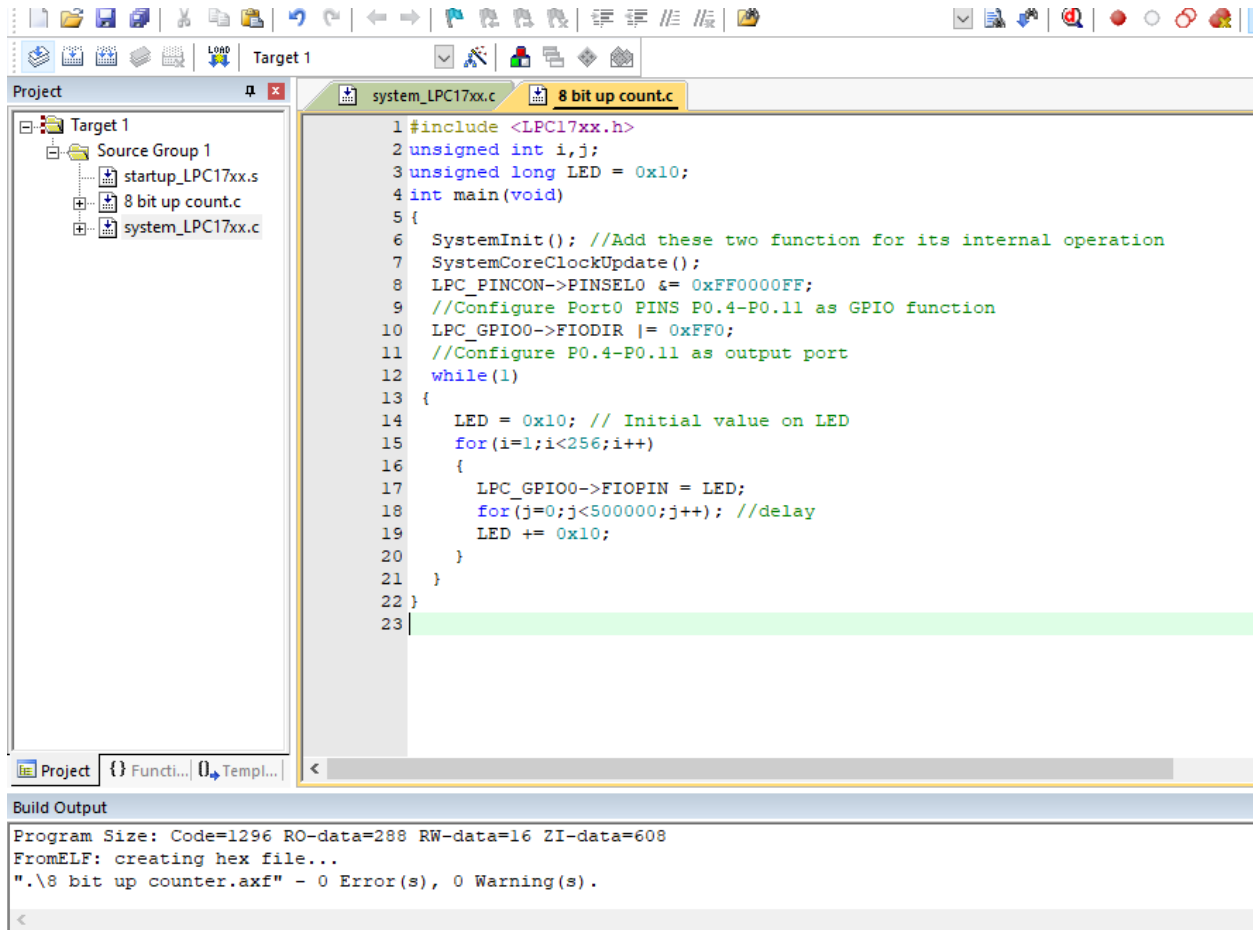 LOAD
Target 1
Project
system_LPC17xx.c
8 bit up count.c
Target 1
Source Group 1
startup_LPC17xx.s
8 bit up count.c
system_LPC17xx.c
1 #include <LPC17xx.h>
2 unsigned int i,j;
3 unsigned long LED = 0x10;
4 int main(void)
5 {
6 SystemInit(); //Add these two function for its internal operation
7 SystemCoreClockUpdate();
8 LPC_PINCON->PINSEL0 &= 0xFF0000FF;
9 //Configure Port0 PINS P0.4-P0.11 as GPIO function
10 LPC_GPIO0->FIODIR |= 0xFF0;
11 //Configure P0.4-P0.11 as output port
12 while(1)
13 {
14 LED = 0x10; // Initial value on LED
15 for(i=1;i<256;i++)
16 {
17 LPC_GPIO0->FIOPIN = LED;
18 for(j=0;j<500000;j++); //delay
19 LED += 0x10;
20 }
21 }
22 }
23
Project
{} Functi...
0 Templ...
Build Output
Program Size: Code=1296 RO-data=288 RW-data=16 ZI-data=608
FromELF: creating hex file...
".\8 bit up counter.axf" - 0 Error(s), 0 Warning(s).